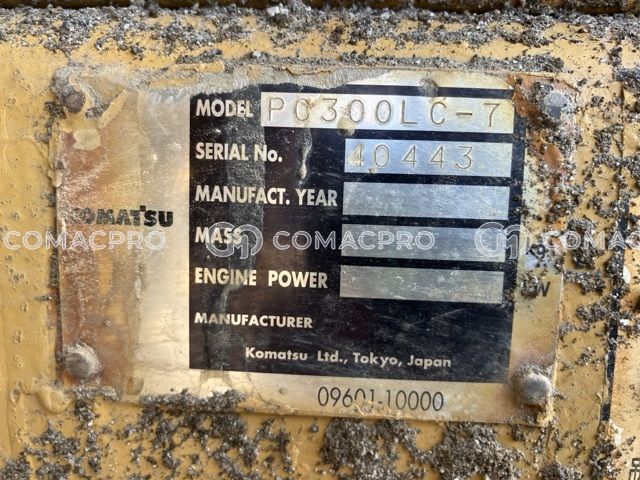 MODEL PC300LC-7
SERIAL No. 40443
MANUFACT. YEAR
KOMATSU
MASS
COMACPRO COMACPRO COMACPRO
ENGINE POWER
W
MANUFACTURER
Komatsu Ltd., Tokyo, Japan
09601-10000